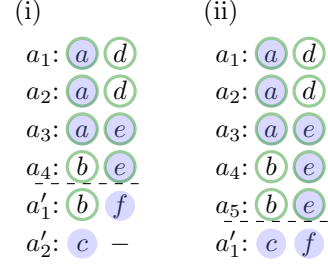 (i) (ii)
a₁: a d a₁: a d
a₂: a d a₂: a d
a₃: a e a₃: a e
a₄: b e a₄: b e
a′₁: b f a₅: b e
a′₂: c – a′₁: c f